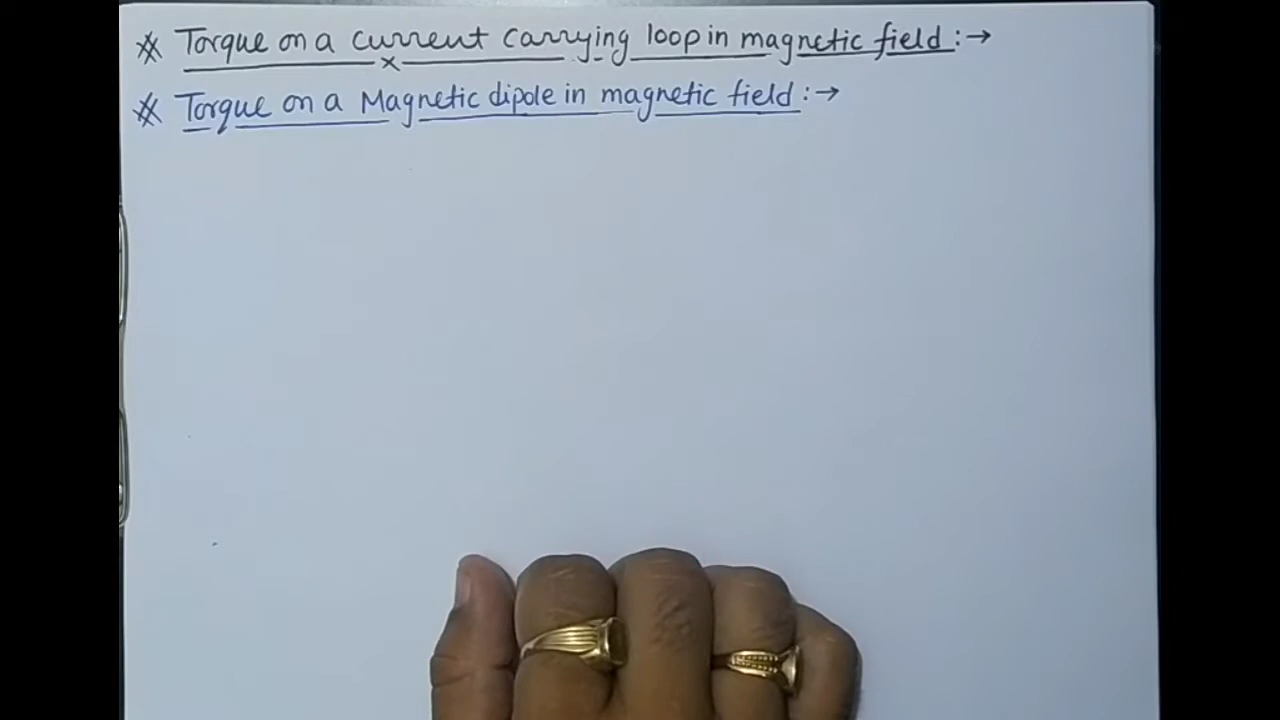 * Torque on a current carrying loop in magnetic field :→
* Torque on a Magnetic dipole in magnetic field :→